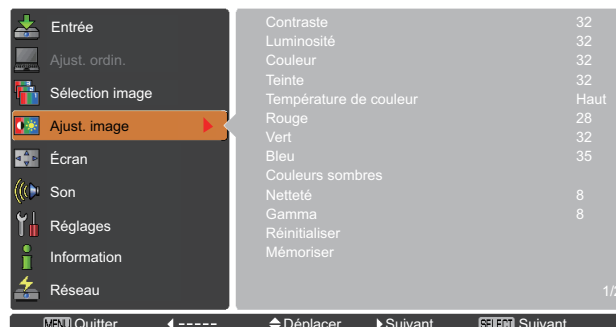 Entrée
Ajust. ordin.
Sélection image
Ajust. image
Écran
Son
Réglages
Information
Réseau
Contraste 32
Luminosité 32
Couleur 32
Teinte 32
Température de couleur Haut
Rouge 28
Vert 32
Bleu 35
Couleurs sombres
Netteté 8
Gamma 8
Réinitialiser
Mémoriser
1/2
MENU Quitter ----- Déplacer Suivant SELECT Suivant